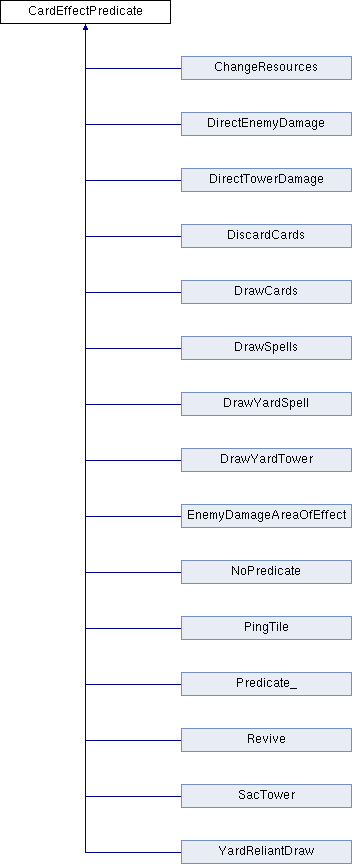 CardEffectPredicate
ChangeResources
DirectEnemyDamage
DirectTowerDamage
DiscardCards
DrawCards
DrawSpells
DrawYardSpell
DrawYardTower
EnemyDamageAreaOfEffect
NoPredicate
PingTile
Predicate_
Revive
SacTower
YardReliantDraw